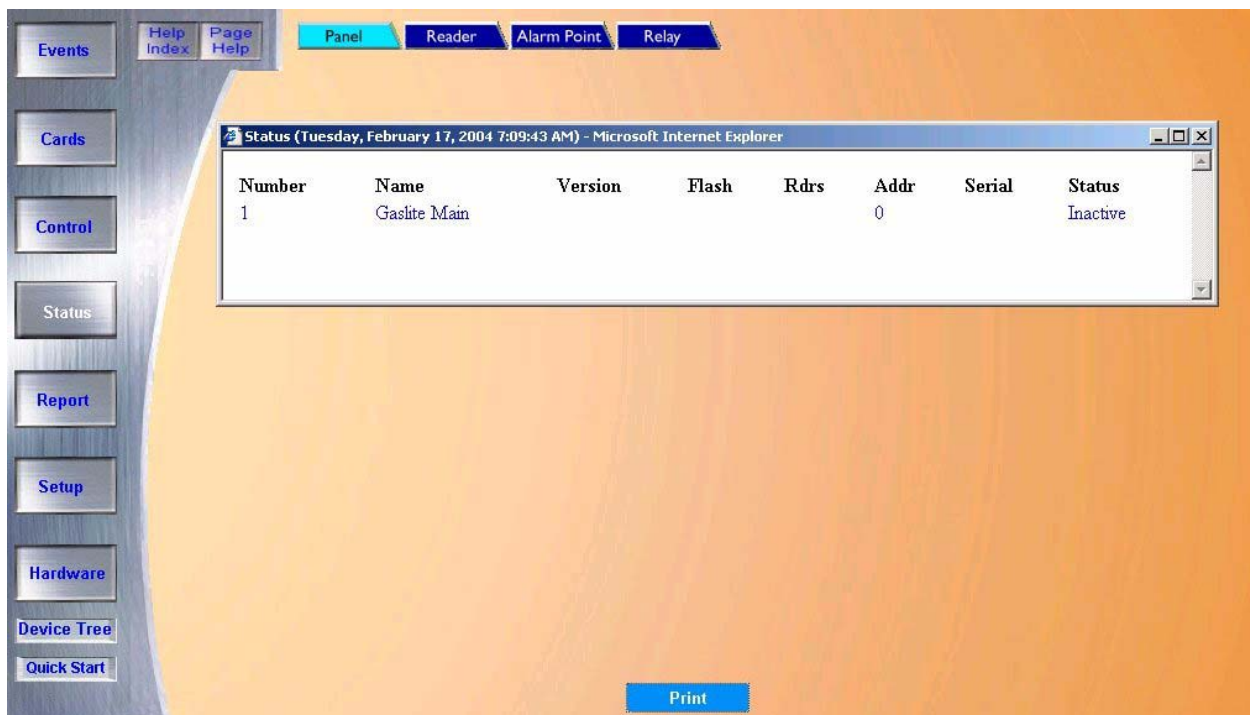 Events
Help Index
Page Help
Panel
Reader
Alarm Point
Relay
Cards
Control
Status
Report
Setup
Hardware
Device Tree
Quick Start
Status (Tuesday, February 17, 2004 7:09:43 AM) - Microsoft Internet Explorer
Number Name Version Flash Rdrs Addr Serial Status
1 Gaslite Main 0 Inactive
Print